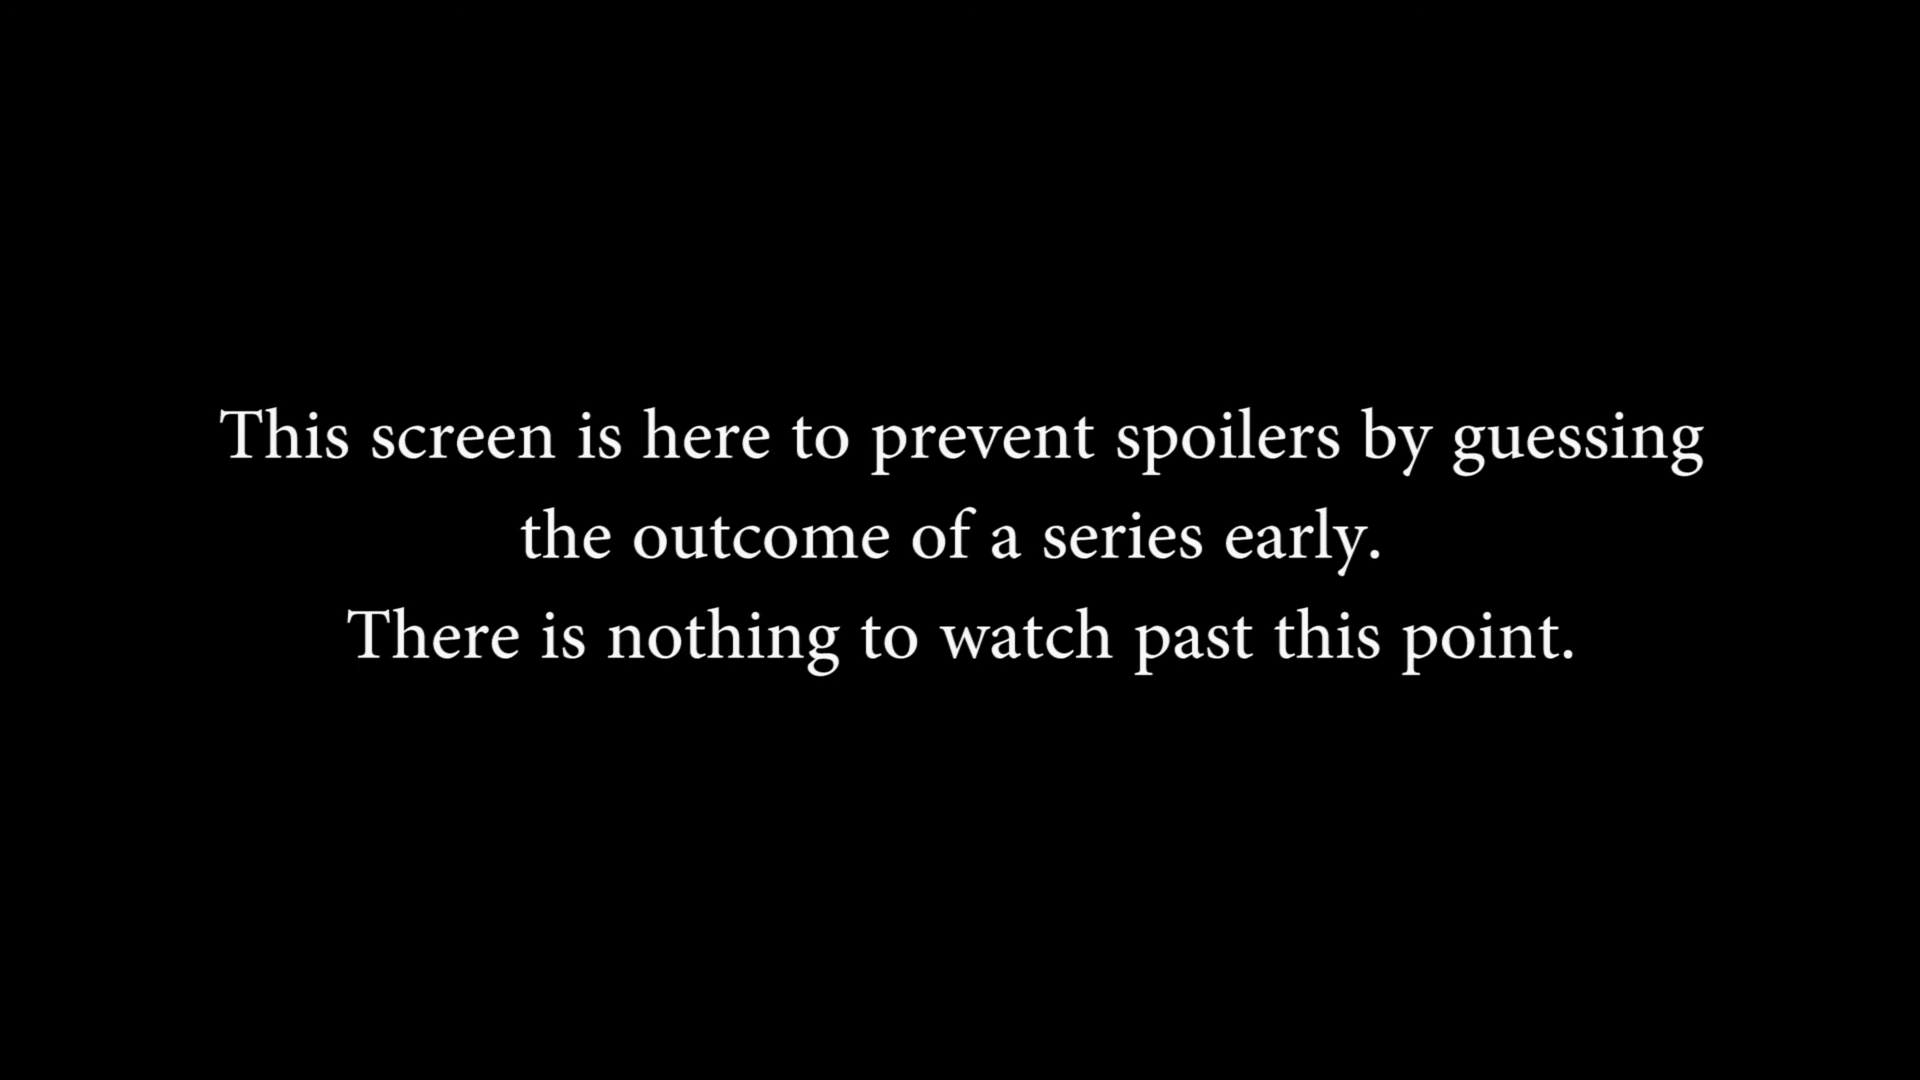 This screen is here to prevent spoilers by guessing
the outcome of a series early.
There is nothing to watch past this point.